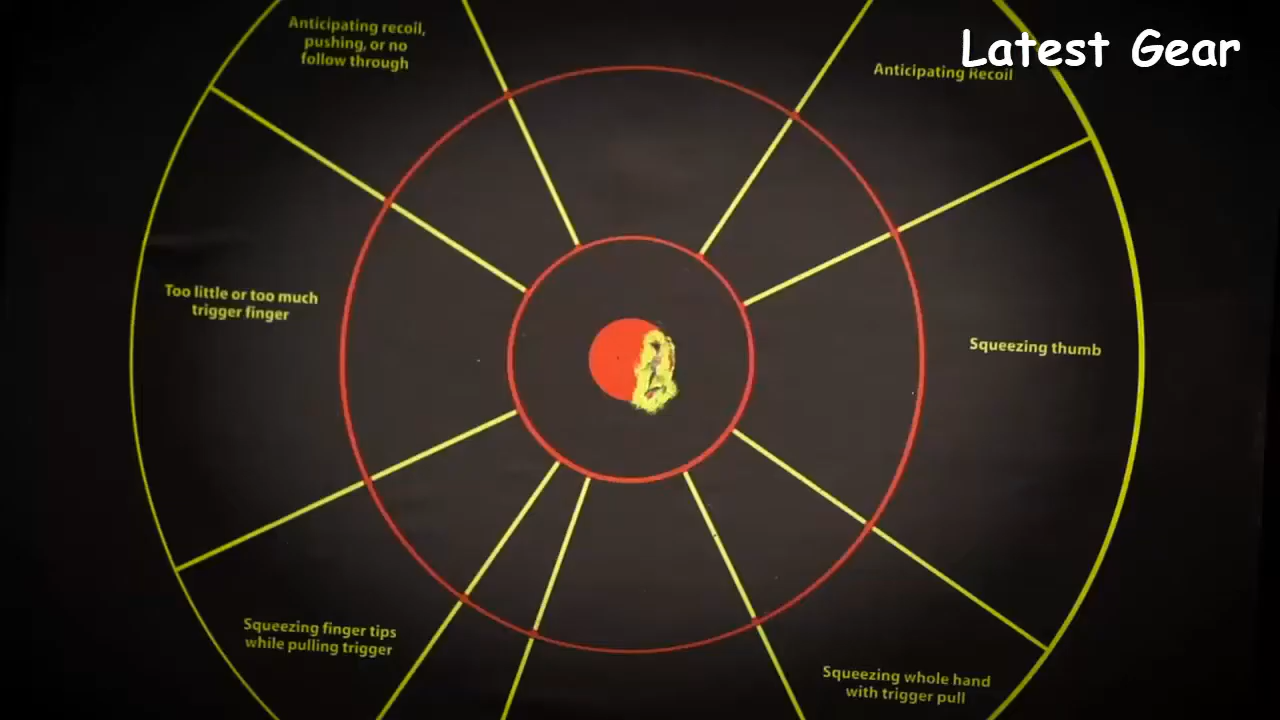 Anticipating recoil,
pushing, or no
follow through
Latest Gear
Anticipating Recoil
Too little or too much
trigger finger
Squeezing thumb
Squeezing finger tips
while pulling trigger
Squeezing whole hand
with trigger pull